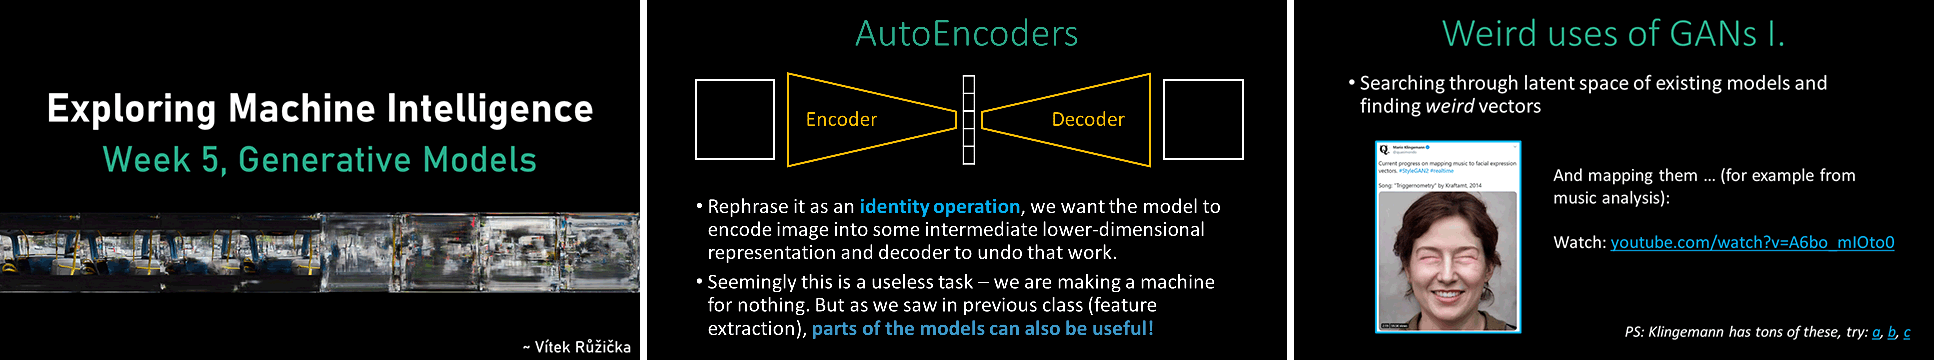 Exploring Machine Intelligence
Week 5, Generative Models
~ Vítek Růžička
AutoEncoders
Encoder
Decoder
• Rephrase it as an identity operation, we want the model to
encode image into some intermediate lower-dimensional
representation and decoder to undo that work.
• Seemingly this is a useless task – we are making a machine
for nothing. But as we saw in previous class (feature
extraction), parts of the models can also be useful!
Weird uses of GANs I.
• Searching through latent space of existing models and
finding weird vectors
Mario Klingemann
Current progress on mapping music to facial expression
vectors. #StyleGAN2 #realtime
Song: "Triggernometry" by Kraftamt, 2014
And mapping them ... (for example from
music analysis):
Watch: youtube.com/watch?v=A6bo_mIOto0
PS: Klingemann has tons of these, try: a, b, c